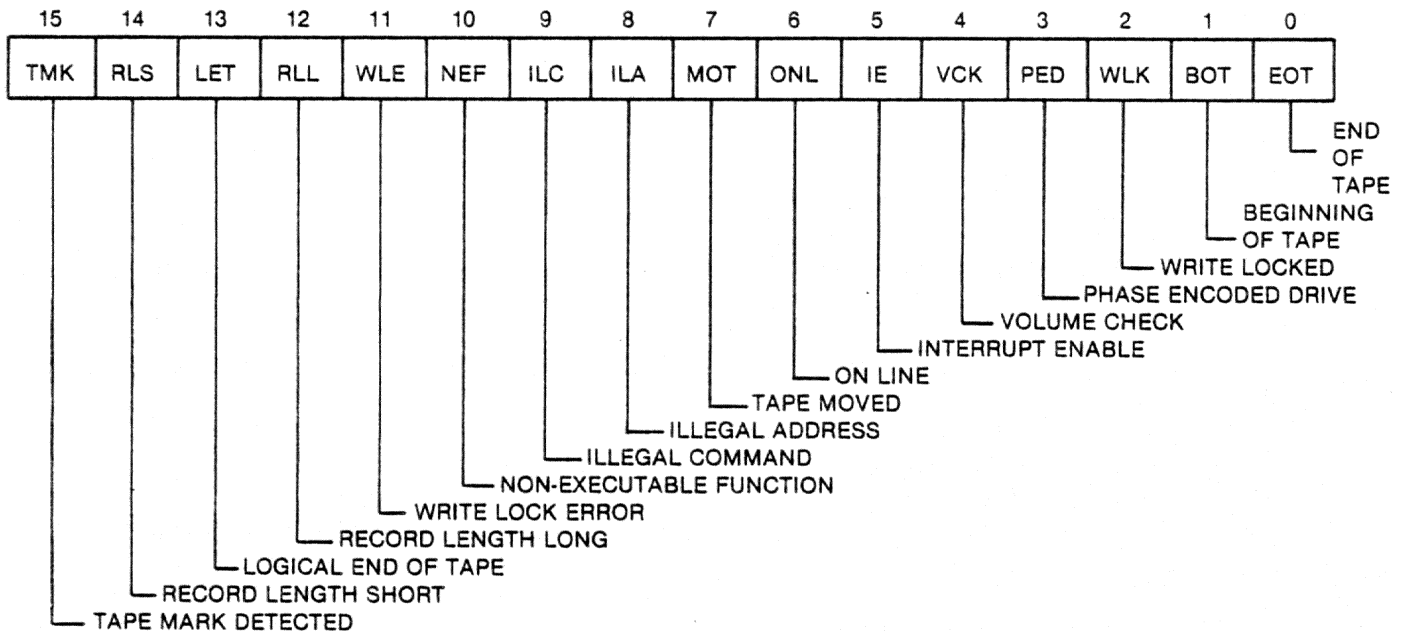 15 14 13 12 11 10 9 8 7 6 5 4 3 2 1 0
TMK RLS LET RLL WLE NEF ILC ILA MOT ONL IE VCK PED WLK BOT EOT
END
OF
TAPE
BEGINNING
OF TAPE
WRITE LOCKED
PHASE ENCODED DRIVE
VOLUME CHECK
INTERRUPT ENABLE
ON LINE
TAPE MOVED
ILLEGAL ADDRESS
ILLEGAL COMMAND
NON-EXECUTABLE FUNCTION
WRITE LOCK ERROR
RECORD LENGTH LONG
LOGICAL END OF TAPE
RECORD LENGTH SHORT
TAPE MARK DETECTED